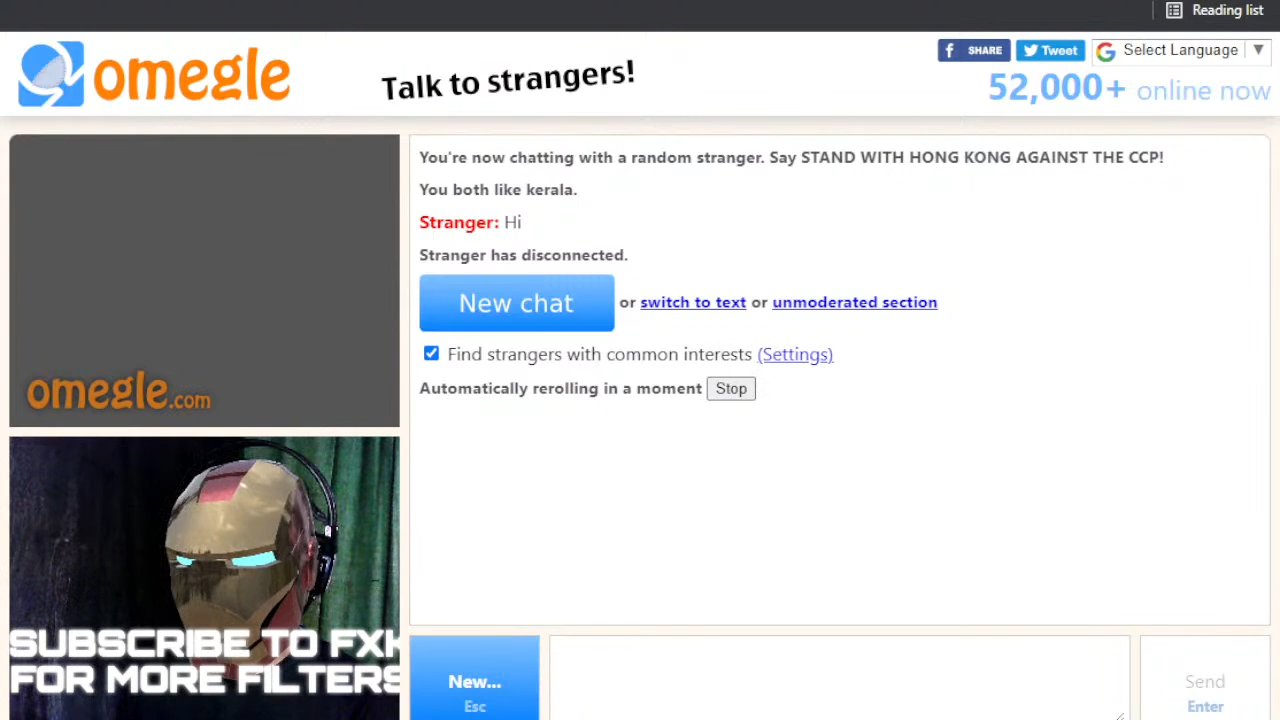 Reading list
omegle
Talk to strangers!
SHARE
Tweet
Select Language
52,000+ online now
You're now chatting with a random stranger. Say STAND WITH HONG KONG AGAINST THE CCP!
You both like kerala.
Stranger: Hi
Stranger has disconnected.
New chat or switch to text or unmoderated section
Find strangers with common interests (Settings)
Automatically rerolling in a moment Stop
omegle.com
SUBSCRIBE TO FXK
FOR MORE FILTERS
New...
Esc
Send
Enter